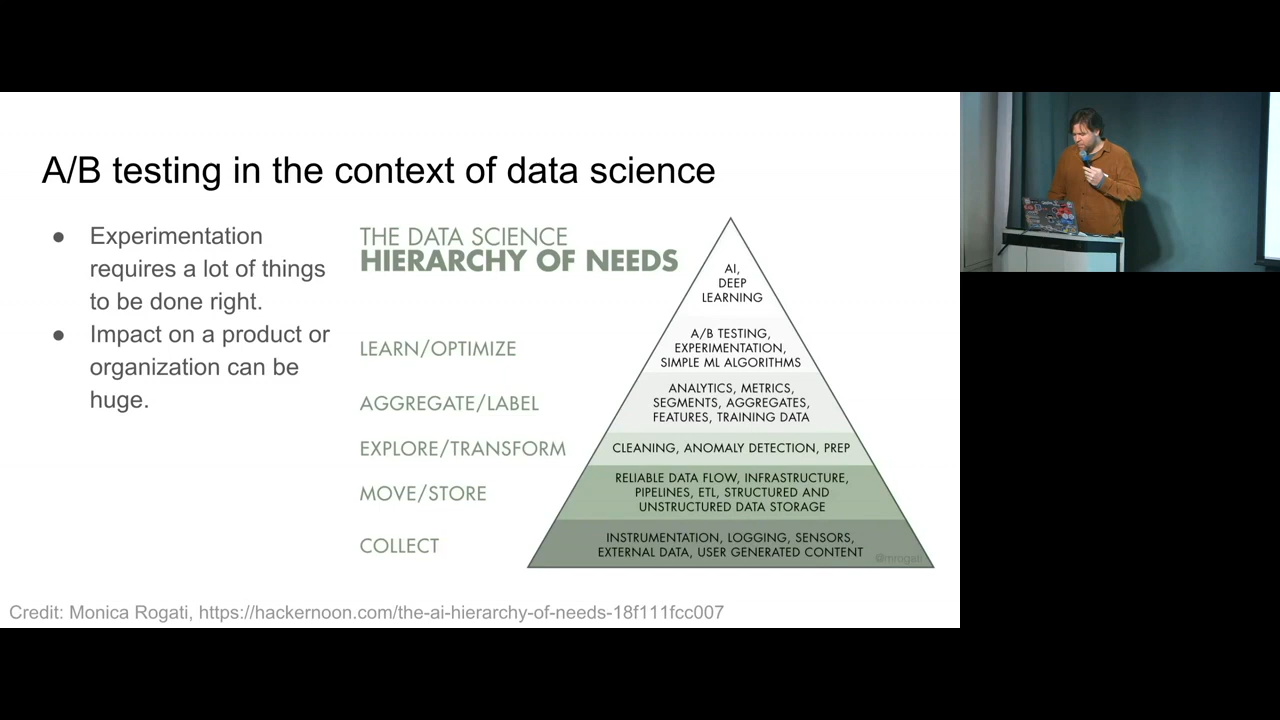 A/B testing in the context of data science
● Experimentation
requires a lot of things
to be done right.
● Impact on a product or
organization can be
huge.
THE DATA SCIENCE
HIERARCHY OF NEEDS
LEARN/OPTIMIZE
AGGREGATE/LABEL
EXPLORE/TRANSFORM
MOVE/STORE
COLLECT
AI,
DEEP
LEARNING
A/B TESTING,
EXPERIMENTATION,
SIMPLE ML ALGORITHMS
ANALYTICS, METRICS,
SEGMENTS, AGGREGATES,
FEATURES, TRAINING DATA
CLEANING, ANOMALY DETECTION, PREP
RELIABLE DATA FLOW, INFRASTRUCTURE,
PIPELINES, ETL, STRUCTURED AND
UNSTRUCTURED DATA STORAGE
INSTRUMENTATION, LOGGING, SENSORS,
EXTERNAL DATA, USER GENERATED CONTENT
@mrogati
Credit: Monica Rogati, https://hackernoon.com/the-ai-hierarchy-of-needs-18f111fcc007